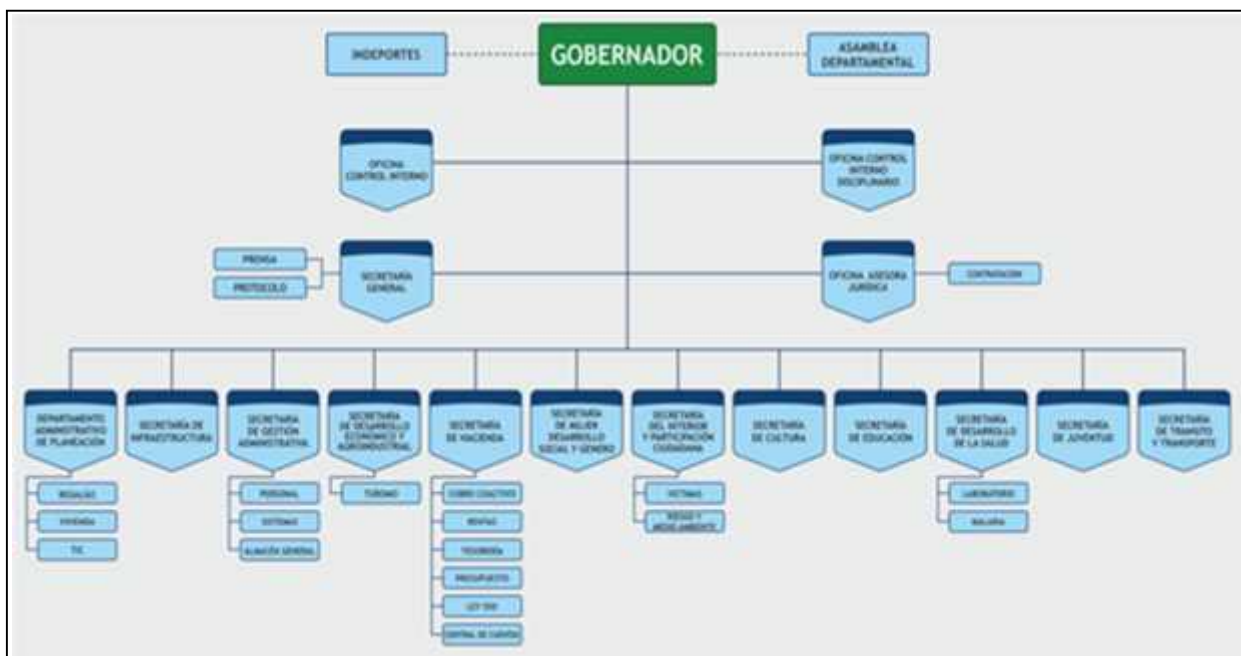 INDEPORTES
GOBERNADOR
ASAMBLEA
DEPARTAMENTAL
OFICINA
CONTROL INTERNO
OFICINA CONTROL
INTERNO
DISCIPLINARIO
PRENSA
PROTOCOLO
SECRETARÍA
GENERAL
OFICINA ASESORA
JURÍDICA
CONTRATACION
DEPARTAMENTO
ADMINISTRATIVO
DE PLANEACIÓN
SECRETARÍA DE
INFRAESTRUCTURA
SECRETARÍA
DE GESTIÓN
ADMINISTRATIVA
SECRETARÍA
DE DESARROLLO
ECONÓMICO Y
AGROINDUSTRIAL
SECRETARÍA
DE HACIENDA
SECRETARÍA
DE MUJER
DESARROLLO
SOCIAL Y GENERO
SECRETARÍA
DEL INTERIOR
Y PARTICIPACIÓN
CIUDADANA
SECRETARÍA
DE CULTURA
SECRETARÍA
DE EDUCACIÓN
SECRETARÍA
DE DESARROLLO
DE LA SALUD
SECRETARÍA
DE JUVENTUD
SECRETARÍA
DE TRANSITO
Y TRANSPORTE
REGALÍAS
VIVIENDA
TIC
PERSONAL
SISTEMAS
ALMACÉN GENERAL
TURISMO
COBRO COACTIVO
RENTAS
TESORERÍA
PRESUPUESTO
LEY
CENTRAL DE CUENTAS
VICTIMAS
RIESGO Y
MEDIO AMBIENTE
LABORATORIO
MALARIA